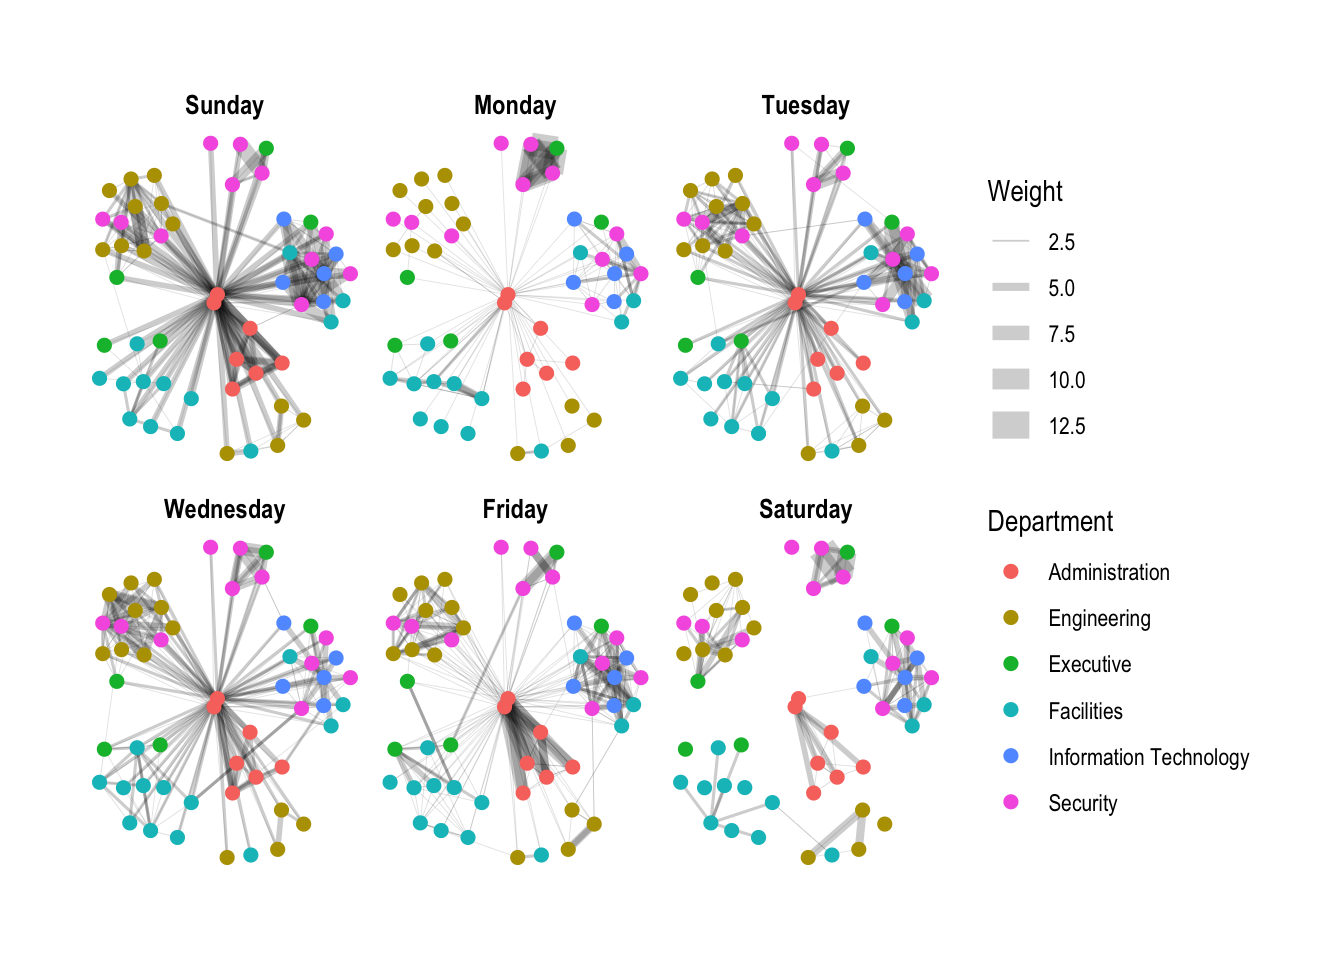 Sunday
Monday
Tuesday
Wednesday
Friday
Saturday
Weight
2.5
5.0
7.5
10.0
12.5
Department
Administration
Engineering
Executive
Facilities
Information Technology
Security